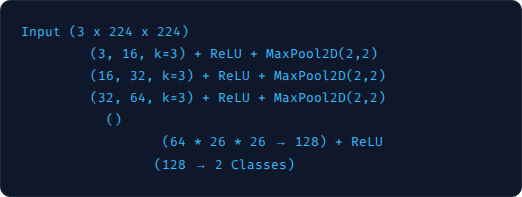 Input (3 x 224 x 224)
(3, 16, k=3) + ReLU + MaxPool2D(2,2)
(16, 32, k=3) + ReLU + MaxPool2D(2,2)
(32, 64, k=3) + ReLU + MaxPool2D(2,2)
()
(64 * 26 * 26 → 128) + ReLU
(128 → 2 Classes)